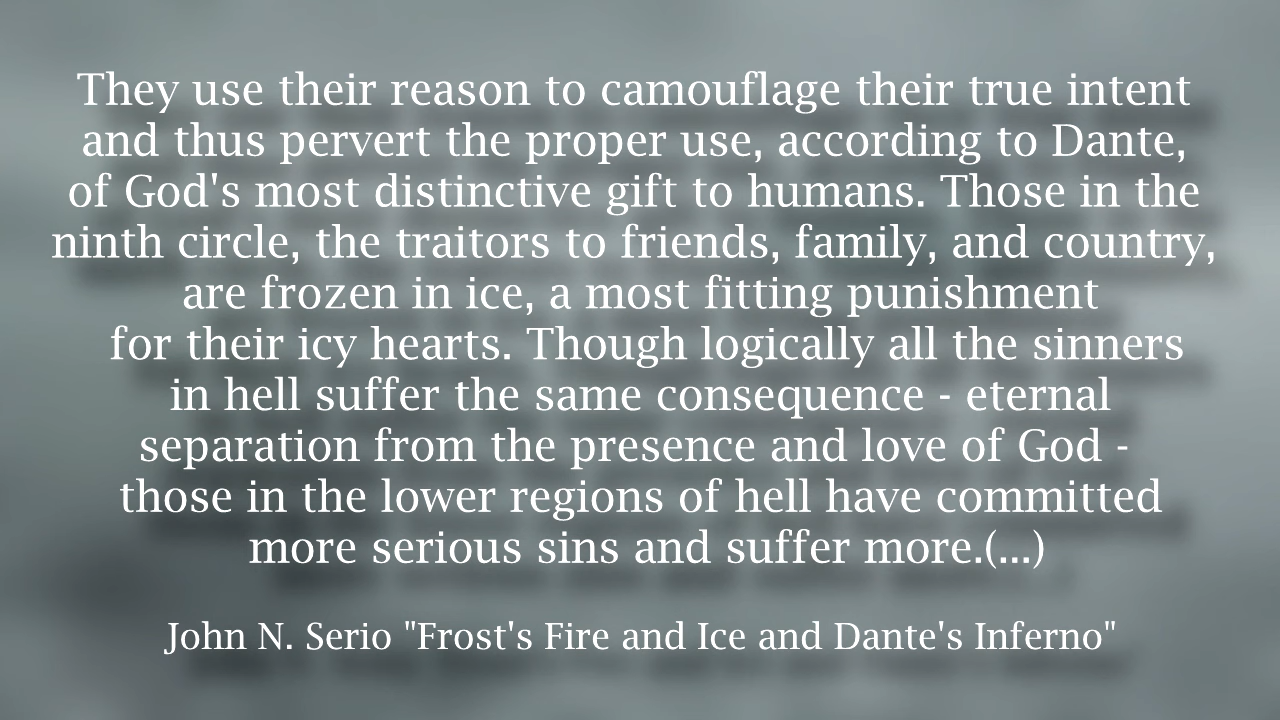 They use their reason to camouflage their true intent
and thus pervert the proper use, according to Dante,
of God's most distinctive gift to humans. Those in the
ninth circle, the traitors to friends, family, and country,
are frozen in ice, a most fitting punishment
for their icy hearts. Though logically all the sinners
in hell suffer the same consequence - eternal
separation from the presence and love of God -
those in the lower regions of hell have committed
more serious sins and suffer more.(...)
John N. Serio "Frost's Fire and Ice and Dante's Inferno"